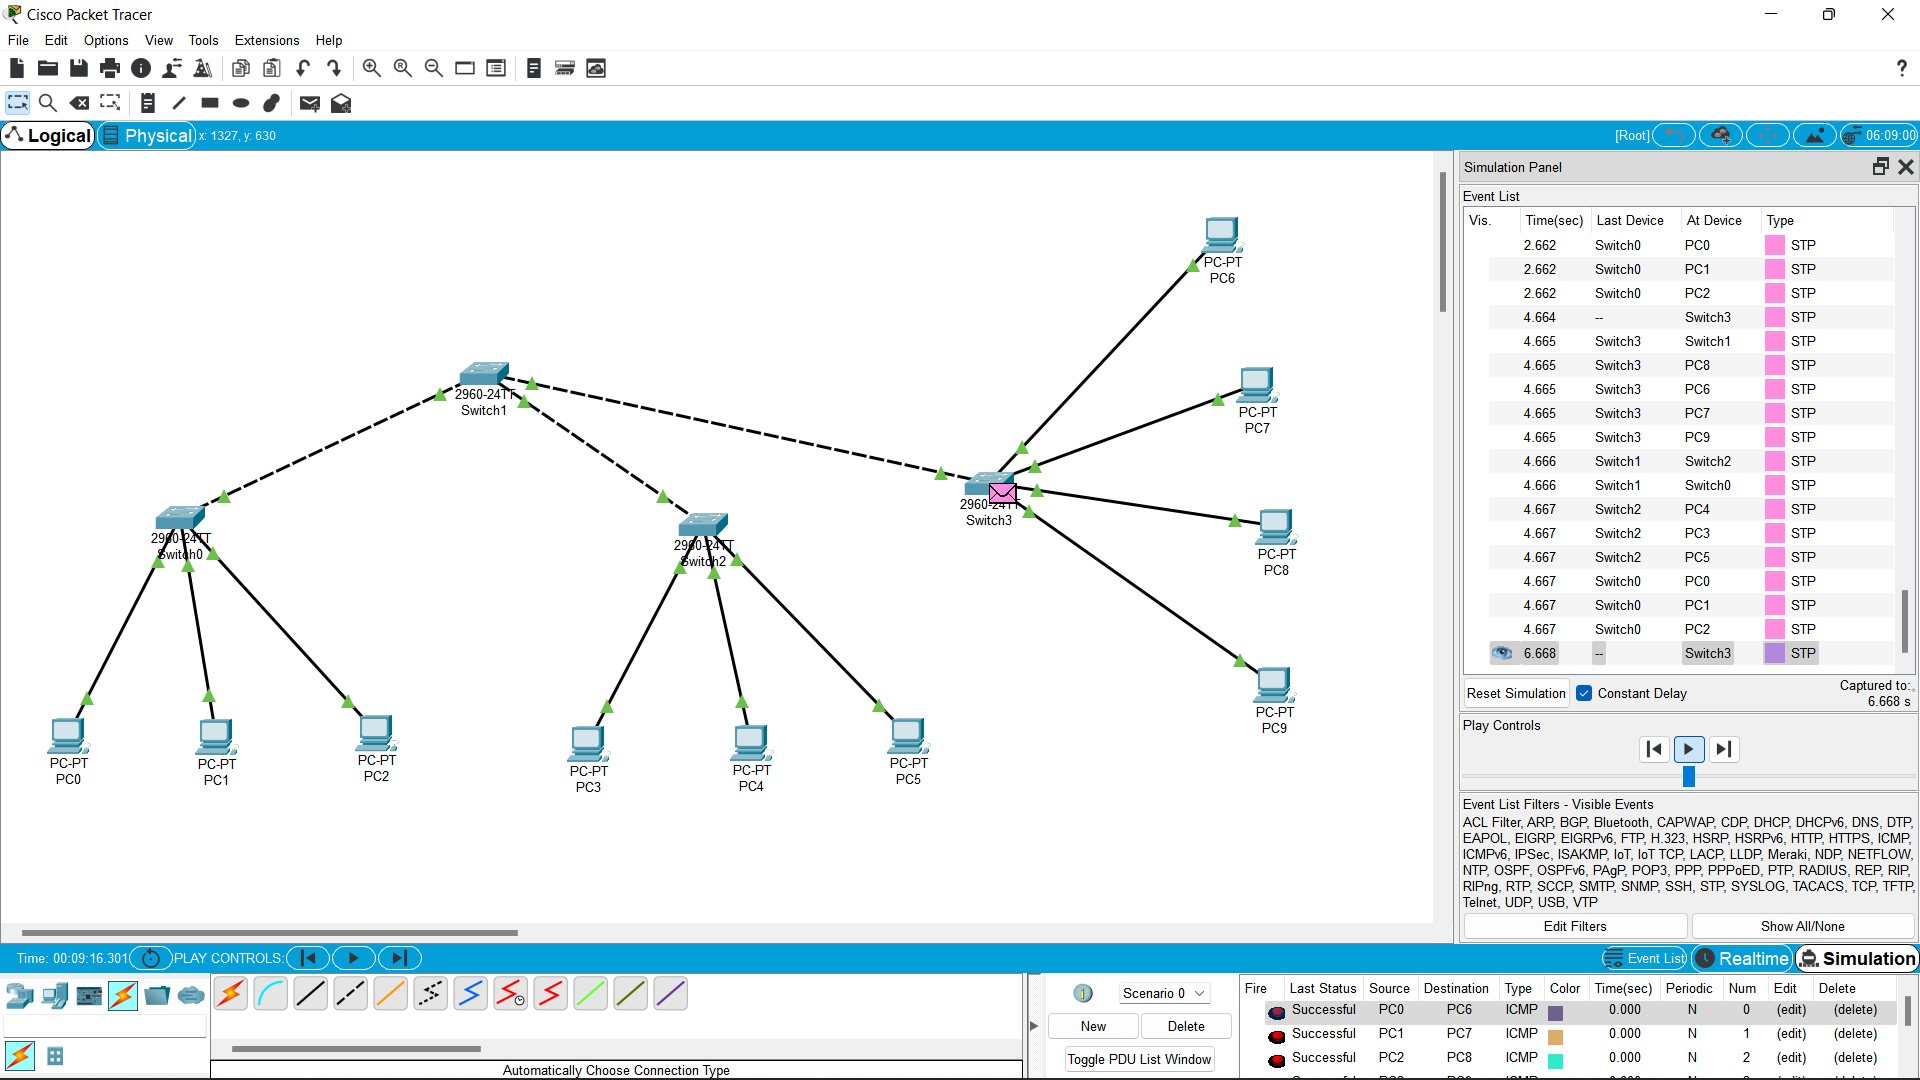 Cisco Packet Tracer
File Edit Options View Tools Extensions Help
Logical Physical x: 1327, y: 630 [Root] 06:09:00
Simulation Panel
Event List
Vis. Time(sec) Last Device At Device Type
2.662 Switch0 PC0 STP
2.662 Switch0 PC1 STP
2.662 Switch0 PC2 STP
4.664 -- Switch3 STP
4.665 Switch3 Switch1 STP
4.665 Switch3 PC8 STP
4.665 Switch3 PC6 STP
4.665 Switch3 PC7 STP
4.665 Switch3 PC9 STP
4.666 Switch1 Switch2 STP
4.666 Switch1 Switch0 STP
4.667 Switch2 PC4 STP
4.667 Switch2 PC3 STP
4.667 Switch2 PC5 STP
4.667 Switch0 PC0 STP
4.667 Switch0 PC1 STP
4.667 Switch0 PC2 STP
6.668 -- Switch3 STP
Reset Simulation Constant Delay Captured to:
6.668 s
Play Controls
Event List Filters - Visible Events
ACL Filter, ARP, BGP, Bluetooth, CAPWAP, CDP, DHCP, DHCPv6, DNS, DTP,
EAPOL, EIGRP, EIGRPv6, FTP, H.323, HSRP, HSRPv6, HTTP, HTTPS, ICMP,
ICMPv6, IPSec, ISAKMP, IoT, IoT TCP, LACP, LLDP, Meraki, NDP, NETFLOW,
NTP, OSPF, OSPFv6, PAgP, POP3, PPP, PPPoED, PTP, RADIUS, REP, RIP,
RIPng, RTP, SCCP, SMTP, SNMP, SSH, STP, SYSLOG, TACACS, TCP, TFTP,
Telnet, UDP, USB, VTP
Edit Filters Show All/None
PC-PT
PC6
PC-PT
PC7
2960-24TT
Switch1
2960-24TT
Switch3
2960-24TT
Switch0
2960-24TT
Switch2
PC-PT
PC8
PC-PT
PC9
PC-PT
PC0
PC-PT
PC1
PC-PT
PC2
PC-PT
PC3
PC-PT
PC4
PC-PT
PC5
Time: 00:09:16.301 PLAY CONTROLS: Event List Realtime Simulation
Scenario 0
New Delete
Toggle PDU List Window
Fire Last Status Source Destination Type Color Time(sec) Periodic Num Edit Delete
Successful PC0 PC6 ICMP 0.000 N 0 (edit) (delete)
Successful PC1 PC7 ICMP 0.000 N 1 (edit) (delete)
Successful PC2 PC8 ICMP 0.000 N 2 (edit) (delete)
Automatically Choose Connection Type